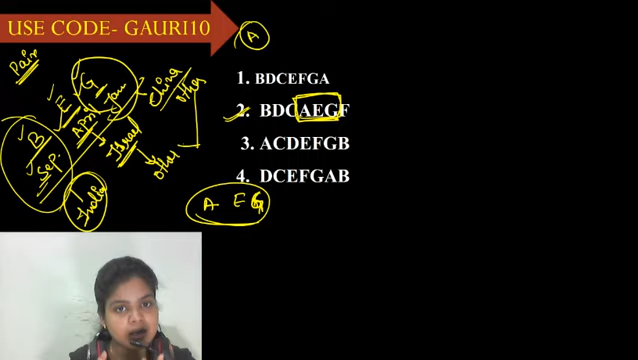 USE CODE- GAURI10
A
Pair
1. BDCEFGA
2. BDCAEGF
3. ACDEFGB
4. DCEFGAB
G
Jan
China
other
E
April
Israel
other
B
Sep.
India
A E G